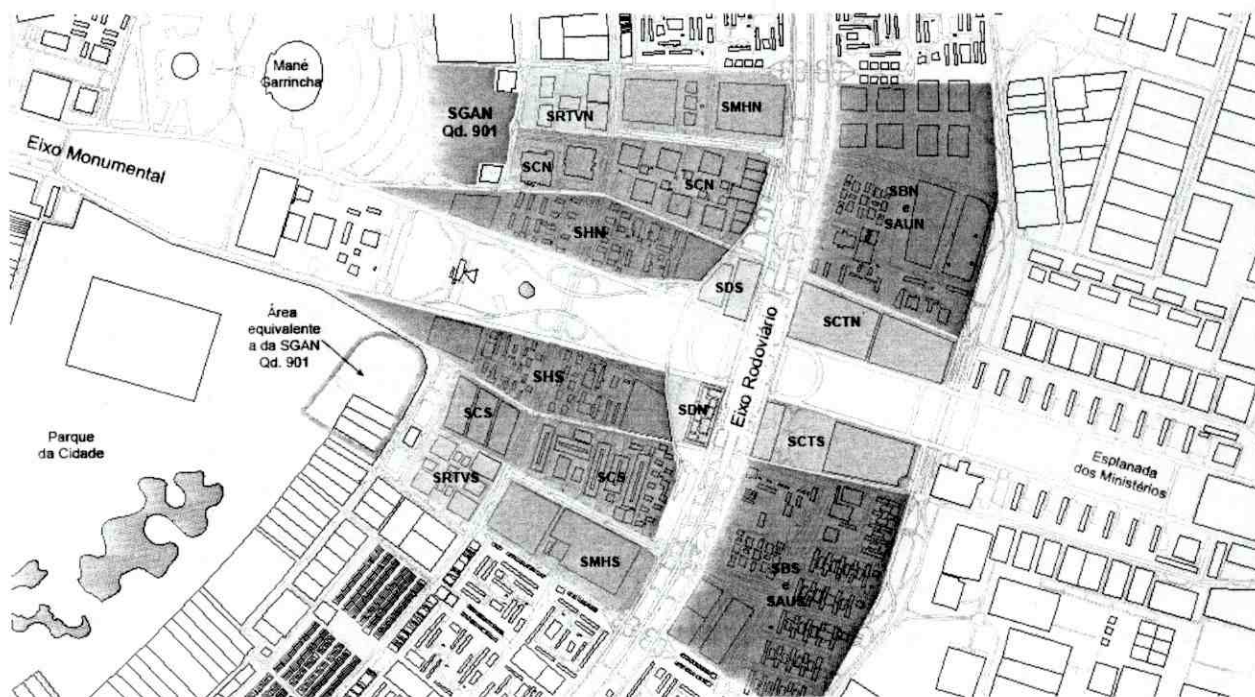 Mané
Garrincha
SGAN
Qd. 901
SRTVN
SMHN
Eixo Monumental
SCN
SCN
SBN
e
SAUN
SHN
SDS
SCTN
Área
equivalente
a da SGAN
Qd. 901
Eixo Rodoviário
SHS
SDN
SCS
SCTS
Parque
da Cidade
Esplanada
dos Ministérios
SRTVS
SCS
SMHS
SBS
e
SAUS